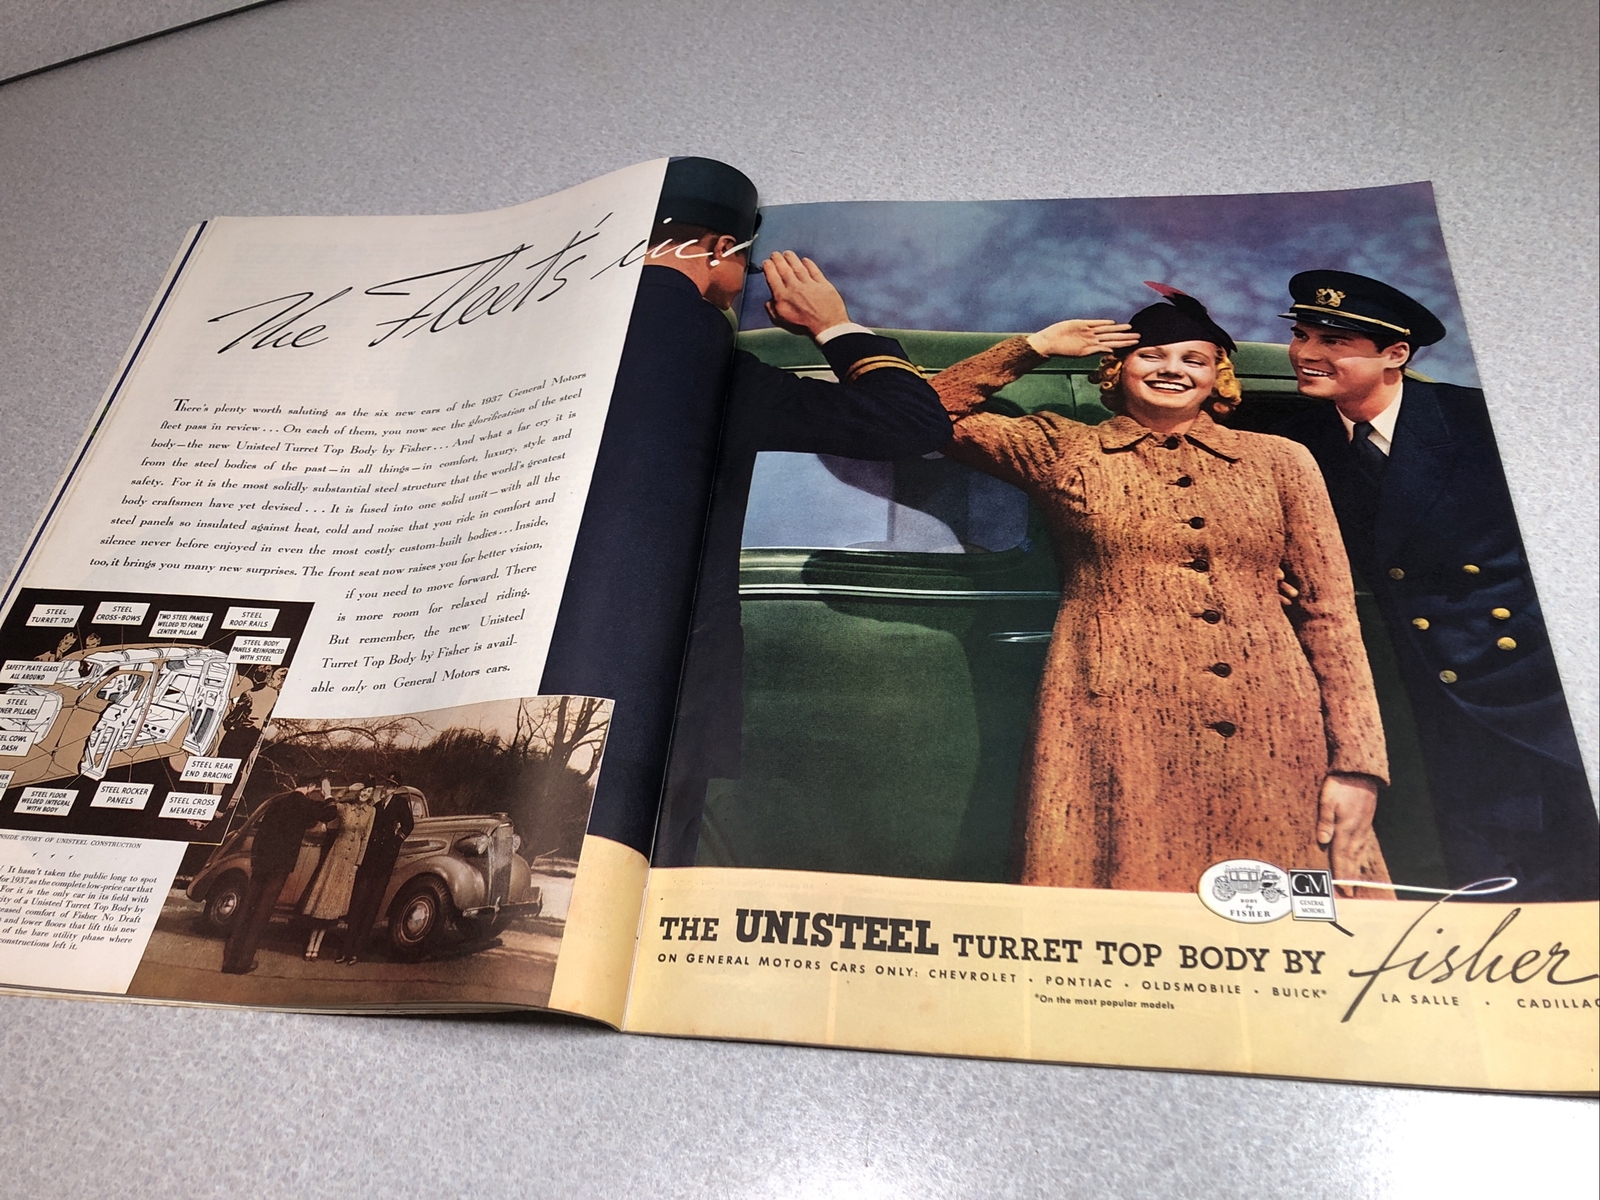 The Fleet's in!
There's plenty worth saluting as the six new cars of the 1937 General Motors
fleet pass in review . . . On each of them, you now see the glorification of the steel
body—the new Unisteel Turret Top Body by Fisher . . . And what a far cry it is
from the steel bodies of the past—in all things—in comfort, luxury, style and
safety. For it is the most solidly substantial steel structure that the world's greatest
body craftsmen have yet devised . . . It is fused into one solid unit—with all the
steel panels so insulated against heat, cold and noise that you ride in comfort and
silence never before enjoyed in even the most costly custom-built bodies . . . Inside,
too, it brings you many new surprises. The front seat now raises you for better vision,
if you need to move forward. There
is more room for relaxed riding.
But remember, the new Unisteel
Turret Top Body by Fisher is avail-
able only on General Motors cars.
STEEL
TURRET TOP
STEEL
CROSS-BOWS
TWO STEEL PANELS
WELDED TO FORM
CENTER PILLAR
STEEL
ROOF RAILS
STEEL BODY
PANELS REINFORCED
WITH STEEL
SAFETY PLATE GLASS
ALL AROUND
STEEL
PILLARS
COWL
DASH
STEEL REAR
END BRACING
STEEL FLOOR
WELDED INTEGRAL
WITH BODY
STEEL ROCKER
PANELS
STEEL CROSS
MEMBERS
STORY OF UNISTEEL CONSTRUCTION
It hasn't taken the public long to spot
for 1937 as the complete low-price car that
For it is the only car in its field with
of a Unisteel Turret Top Body by
comfort of Fisher No Draft
and lower floors that lift this new
of the bare utility phase where
constructions left it.
BODY
by
FISHER
GM
GENERAL
MOTORS
THE UNISTEEL TURRET TOP BODY BY fisher
ON GENERAL MOTORS CARS ONLY: CHEVROLET • PONTIAC • OLDSMOBILE • BUICK* LA SALLE • CADILLAC
*On the most popular models